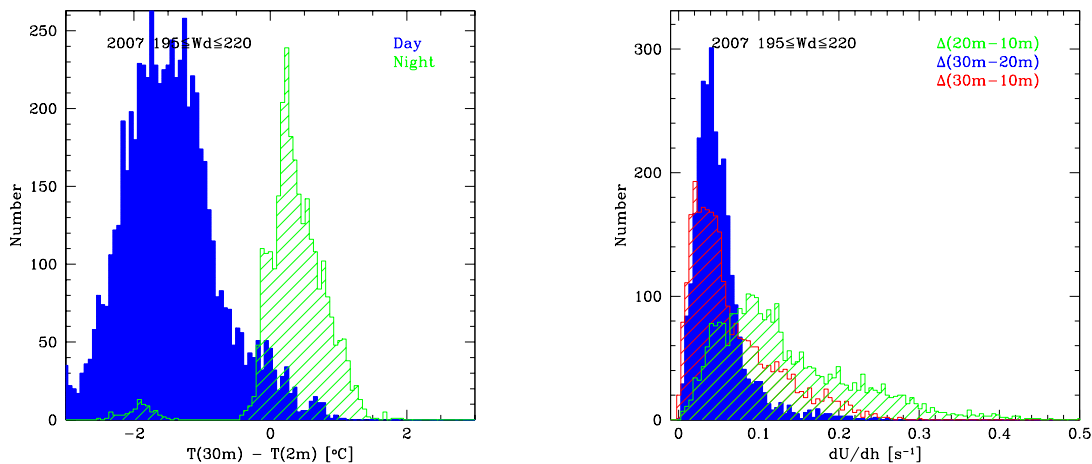 2007 195≦Wd≦220
Day
Night
250
200
150
100
50
0
Number
−2
0
2
T(30m) − T(2m) [°C]
2007 195≦Wd≦220
Δ(20m−10m)
Δ(30m−20m)
Δ(30m−10m)
300
200
100
0
Number
0
0.1
0.2
0.3
0.4
0.5
dU/dh [s⁻¹]